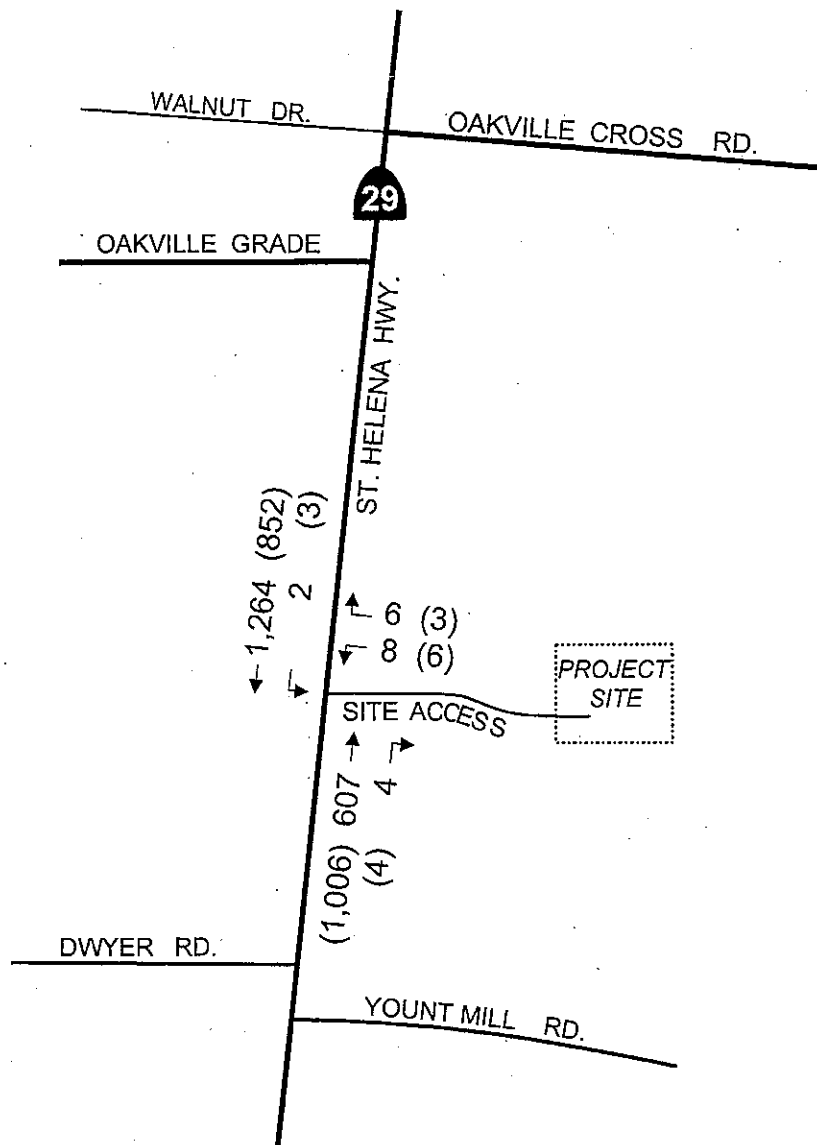 WALNUT DR.
OAKVILLE CROSS RD.
29
OAKVILLE GRADE
ST. HELENA HWY.
1,264 (852)
2 (3)
6 (3)
8 (6)
PROJECT
SITE
SITE ACCESS
(1,006) 607
(4) 4
DWYER RD.
YOUNT MILL RD.